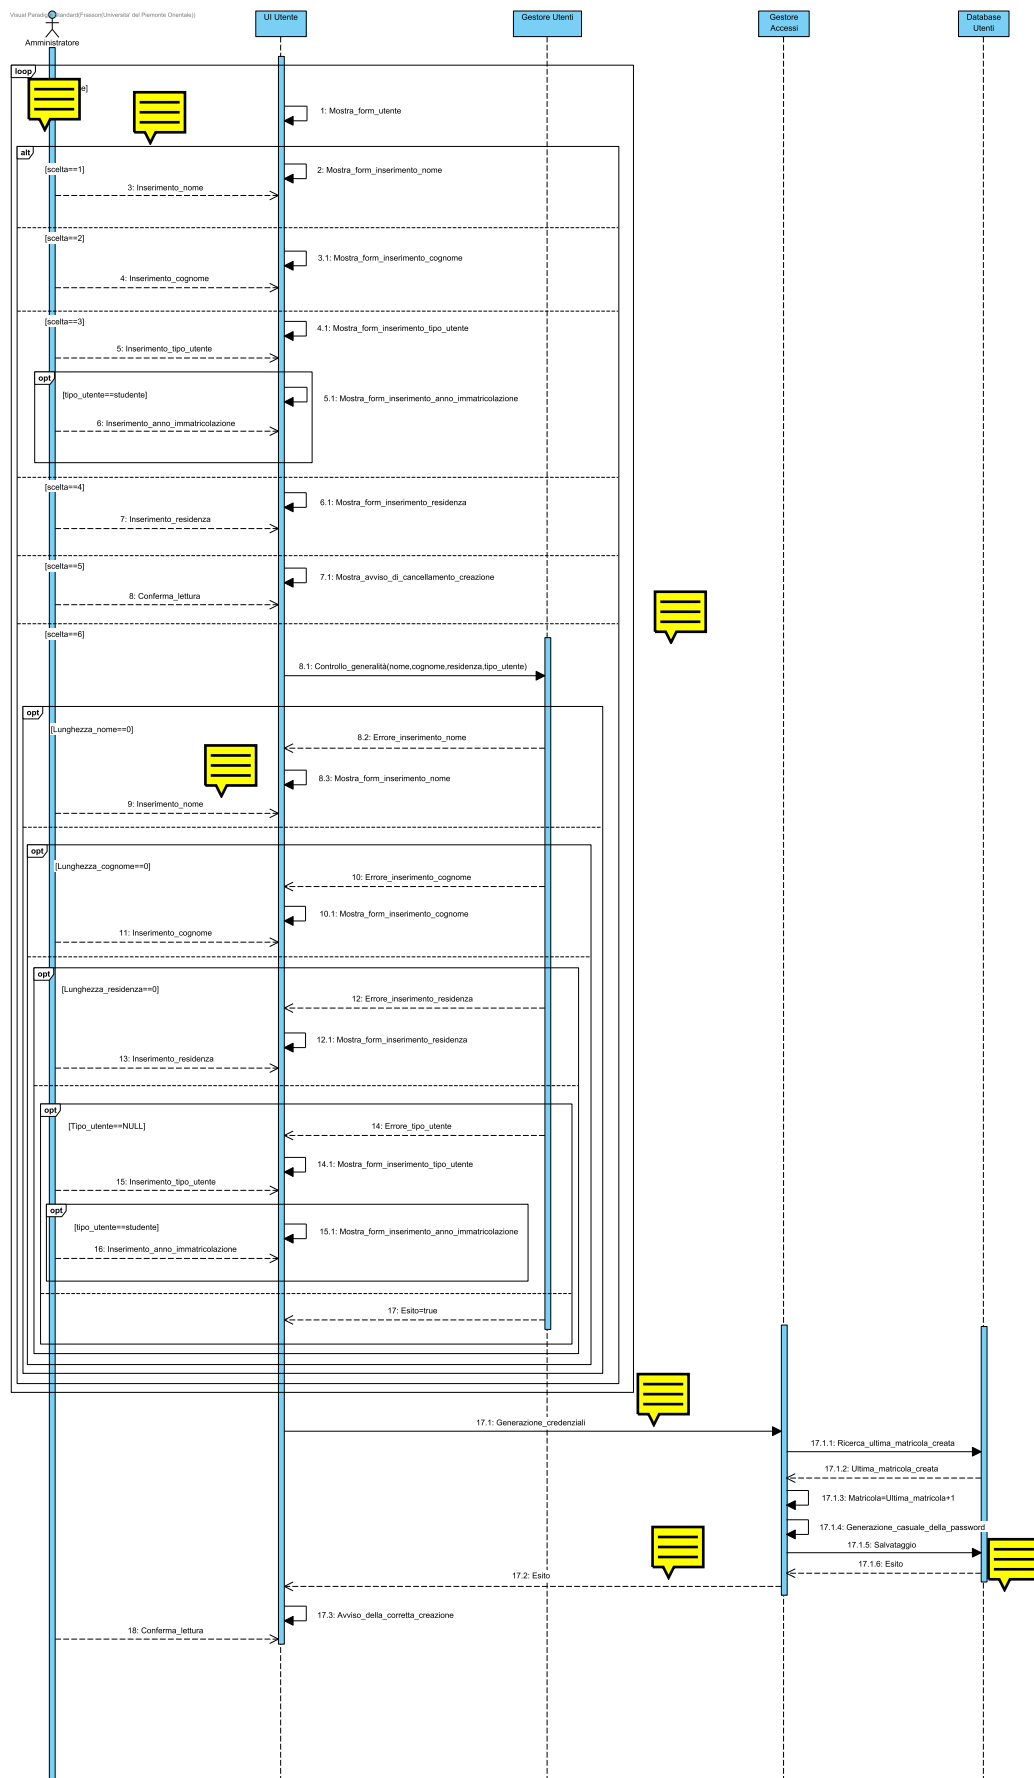 Visual Paradigm Standard(Frasson(Universita' del Piemonte Orientale))
Amministratore
UI Utente
Gestore Utenti
Gestore
Accessi
Database
Utenti
loop
e]
1: Mostra_form_utente
alt
[scelta==1]
2: Mostra_form_inserimento_nome
3: Inserimento_nome
[scelta==2]
3.1: Mostra_form_inserimento_cognome
4: Inserimento_cognome
[scelta==3]
4.1: Mostra_form_inserimento_tipo_utente
5: Inserimento_tipo_utente
opt
[tipo_utente==studente]
5.1: Mostra_form_inserimento_anno_immatricolazione
6: Inserimento_anno_immatricolazione
[scelta==4]
6.1: Mostra_form_inserimento_residenza
7: Inserimento_residenza
[scelta==5]
7.1: Mostra_avviso_di_cancellamento_creazione
8: Conferma_lettura
[scelta==6]
8.1: Controllo_generalità(nome,cognome,residenza,tipo_utente)
opt
[Lunghezza_nome==0]
8.2: Errore_inserimento_nome
8.3: Mostra_form_inserimento_nome
9: Inserimento_nome
opt
[Lunghezza_cognome==0]
10: Errore_inserimento_cognome
10.1: Mostra_form_inserimento_cognome
11: Inserimento_cognome
opt
[Lunghezza_residenza==0]
12: Errore_inserimento_residenza
12.1: Mostra_form_inserimento_residenza
13: Inserimento_residenza
opt
[Tipo_utente==NULL]
14: Errore_tipo_utente
14.1: Mostra_form_inserimento_tipo_utente
15: Inserimento_tipo_utente
opt
[tipo_utente==studente]
15.1: Mostra_form_inserimento_anno_immatricolazione
16: Inserimento_anno_immatricolazione
17: Esito=true
17.1: Generazione_credenziali
17.1.1: Ricerca_ultima_matricola_creata
17.1.2: Ultima_matricola_creata
17.1.3: Matricola=Ultima_matricola+1
17.1.4: Generazione_casuale_della_password
17.1.5: Salvataggio
17.1.6: Esito
17.2: Esito
17.3: Avviso_della_corretta_creazione
18: Conferma_lettura